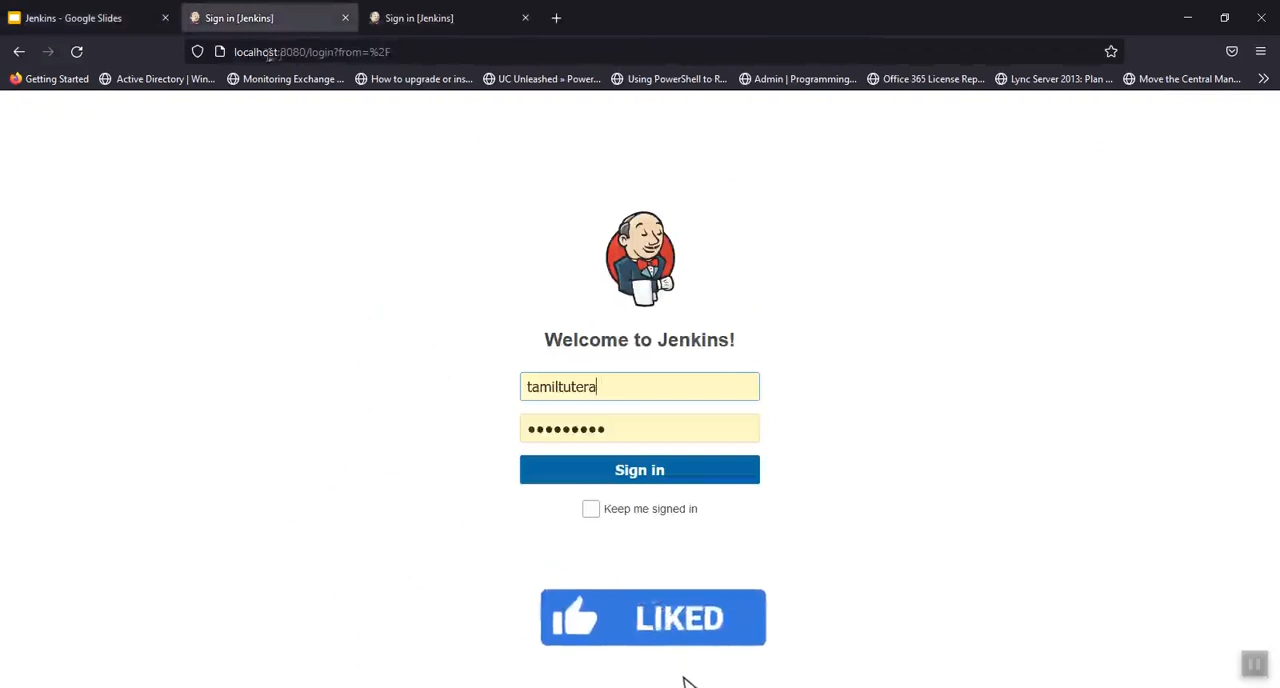 Jenkins - Google Slides
Sign in [Jenkins]
Sign in [Jenkins]
localhost:8080/login?from=%2F
Getting Started
Active Directory | Win...
Monitoring Exchange ...
How to upgrade or ins...
UC Unleashed » Power...
Using PowerShell to R...
Admin | Programming...
Office 365 License Rep...
Lync Server 2013: Plan ...
Move the Central Man...
Welcome to Jenkins!
tamiltutera
Sign in
Keep me signed in
LIKED